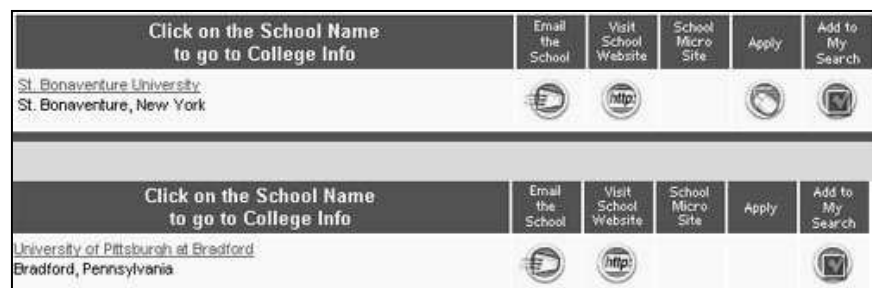 Click on the School Name
to go to College Info
Email
the
School
Visit
School
Website
School
Micro
Site
Apply
Add to
My
Search
St. Bonaventure University
St. Bonaventure, New York
http:
Click on the School Name
to go to College Info
Email
the
School
Visit
School
Website
School
Micro
Site
Apply
Add to
My
Search
University of Pittsburgh at Bradford
Bradford, Pennsylvania
http: